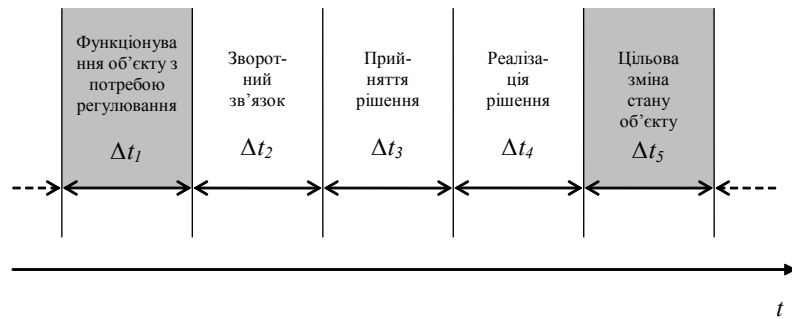 Функціонува
ння об’єкту з
потребою
регулювання
Δt1
Зворот-
ний
зв’язок
Δt2
Прий-
няття
рішення
Δt3
Реаліза-
ція
рішення
Δt4
Цільова
зміна
стану
об’єкту
Δt5
t